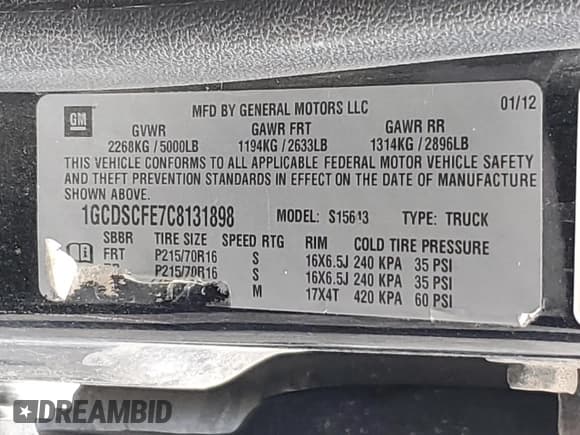 MFD BY GENERAL MOTORS LLC 01/12
GM
GVWR GAWR FRT GAWR RR
2268KG / 5000LB 1194KG / 2633LB 1314KG / 2896LB
THIS VEHICLE CONFORMS TO ALL APPLICABLE FEDERAL MOTOR VEHICLE SAFETY
AND THEFT PREVENTION STANDARDS IN EFFECT ON THE DATE OF MANUFACTURE
SHOWN ABOVE.
1GCDSCFE7C8131898 MODEL: TYPE: TRUCK
SBBR TIRE SIZE SPEED RTG RIM COLD TIRE PRESSURE
FRT P215/70R16 S 16X6.5J 240 KPA 35 PSI
P215/70R16 S 16X6.5J 240 KPA 35 PSI
M 17X4T 420 KPA 60 PSI
DREAMBID